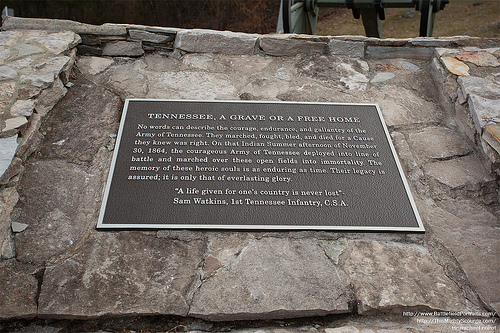 TENNESSEE, A GRAVE OR A FREE HOME
No words can describe the courage, endurance, and gallantry of the
Army of Tennessee. They marched, fought, bled, and died for a Cause
they knew was right. On that Indian Summer afternoon of November
30, 1864, the courageous Army of Tennessee deployed into line of
battle and marched over these open fields into immortality. The
memory of these heroic souls is as enduring as time. Their legacy is
assured; it is only that of everlasting glory.
"A life given for one's country is never lost"-
Sam Watkins, 1st Tennessee Infantry, C.S.A.
http://www.BattlefieldPortraits.com/
http://ThisMightyScourge.com/